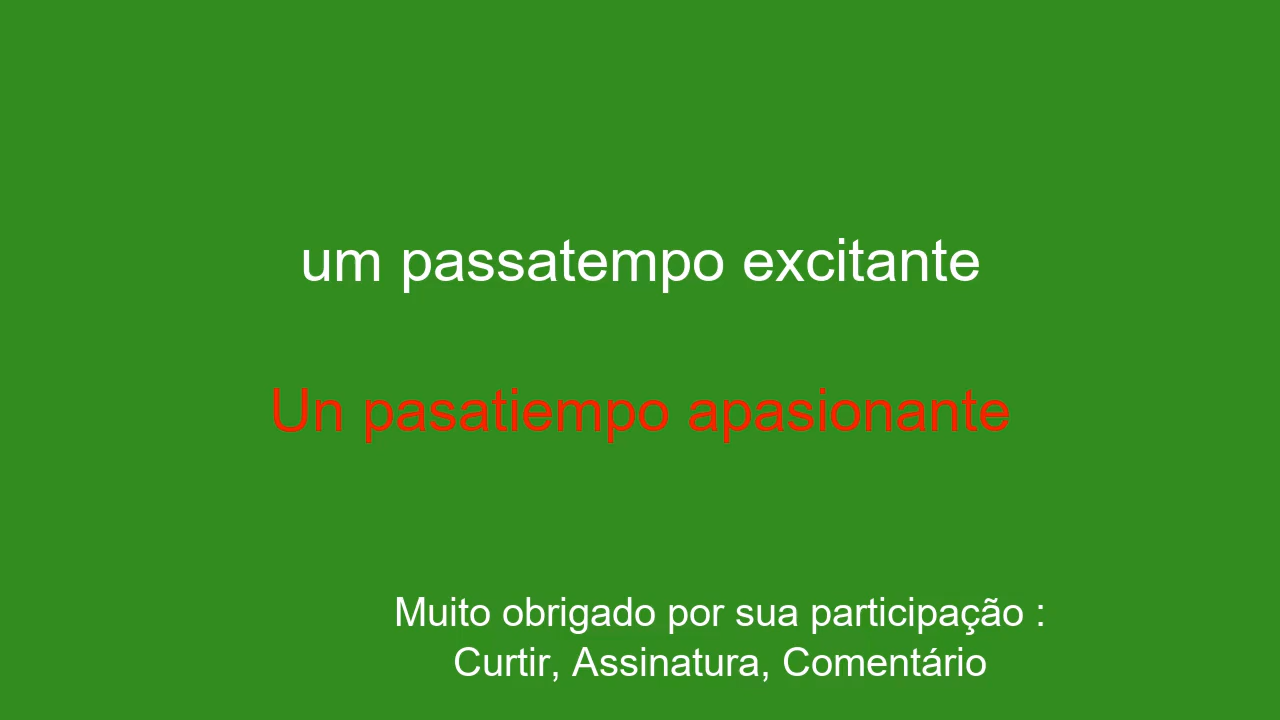 um passatempo excitante
Un pasatiempo apasionante
Muito obrigado por sua participação :
Curtir, Assinatura, Comentário